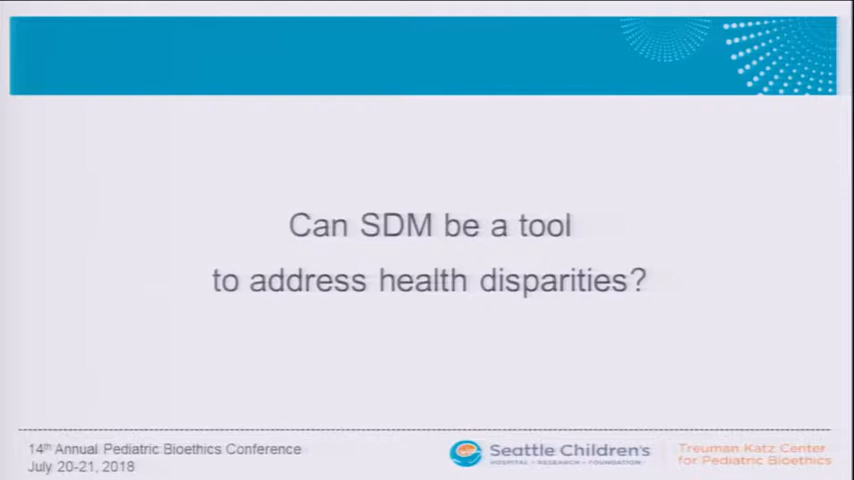 Can SDM be a tool
to address health disparities?
14th Annual Pediatric Bioethics Conference
July 20-21, 2018
Seattle Children's
HOSPITAL • RESEARCH • FOUNDATION
Treuman Katz Center
for Pediatric Bioethics